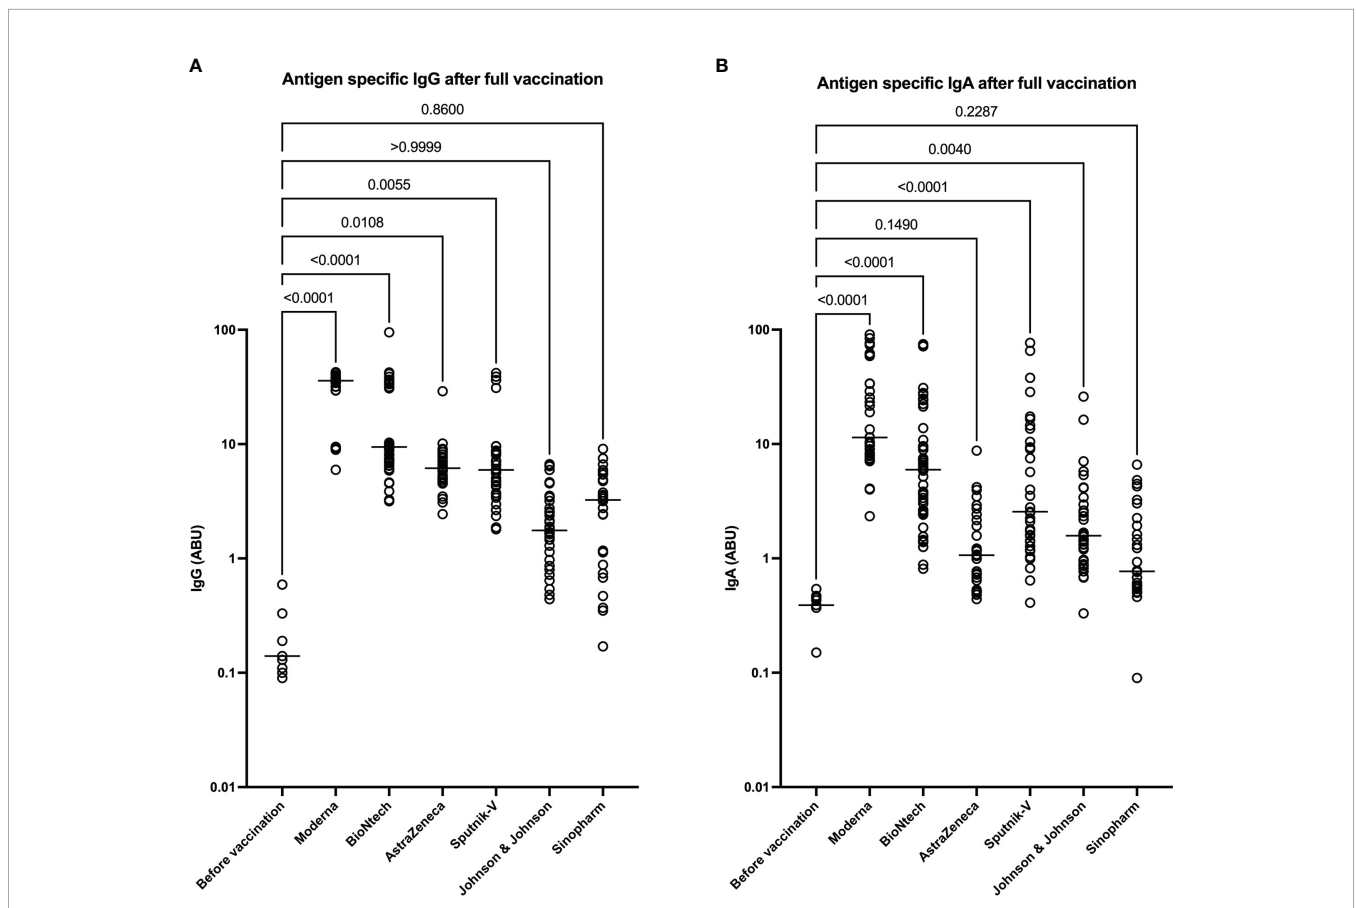 A
Antigen specific IgG after full vaccination
0.8600
>0.9999
0.0055
0.0108
<0.0001
<0.0001
100
10
1
0.1
0.01
IgG (ABU)
Before vaccination
Moderna
BioNtech
AstraZeneca
Sputnik-V
Johnson & Johnson
Sinopharm
B
Antigen specific IgA after full vaccination
0.2287
0.0040
<0.0001
0.1490
<0.0001
<0.0001
100
10
1
0.1
0.01
IgA (ABU)
Before vaccination
Moderna
BioNtech
AstraZeneca
Sputnik-V
Johnson & Johnson
Sinopharm